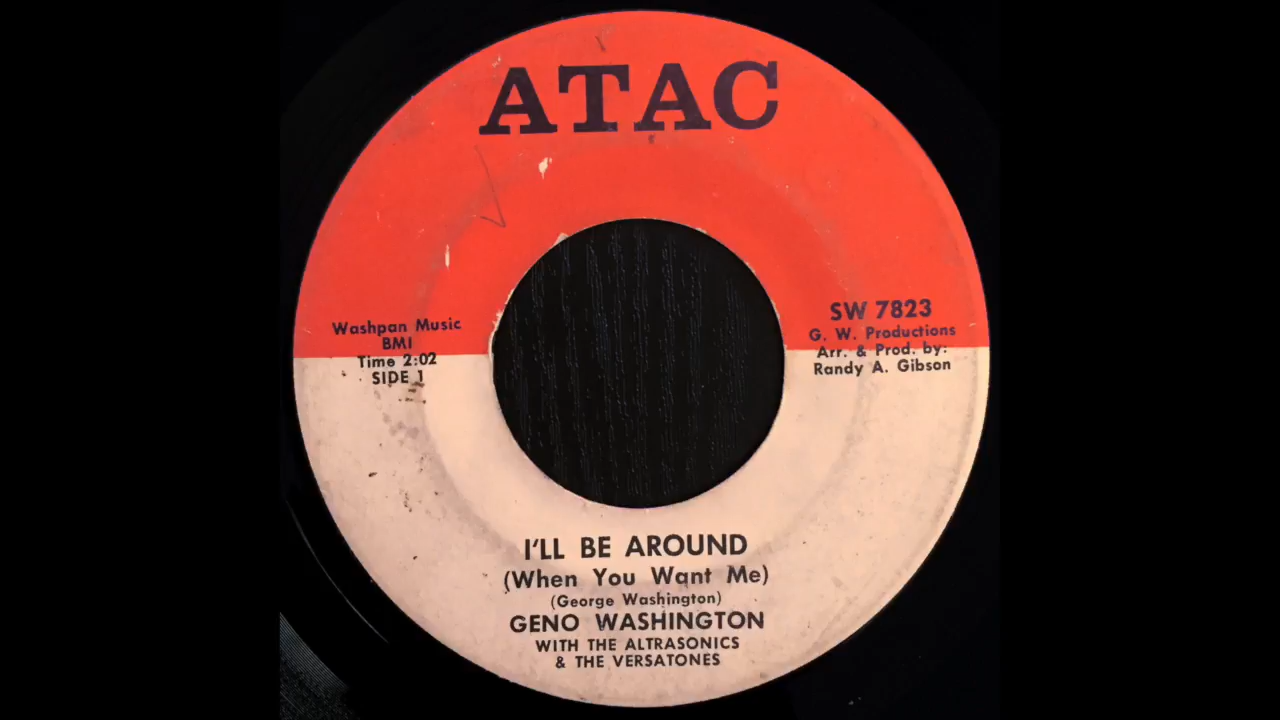 ATAC
Washpan Music
BMI
Time 2:02
SIDE 1
SW 7823
G. W. Productions
Arr. & Prod. by:
Randy A. Gibson
I'LL BE AROUND
(When You Want Me)
(George Washington)
GENO WASHINGTON
WITH THE ALTRASONICS
& THE VERSATONES